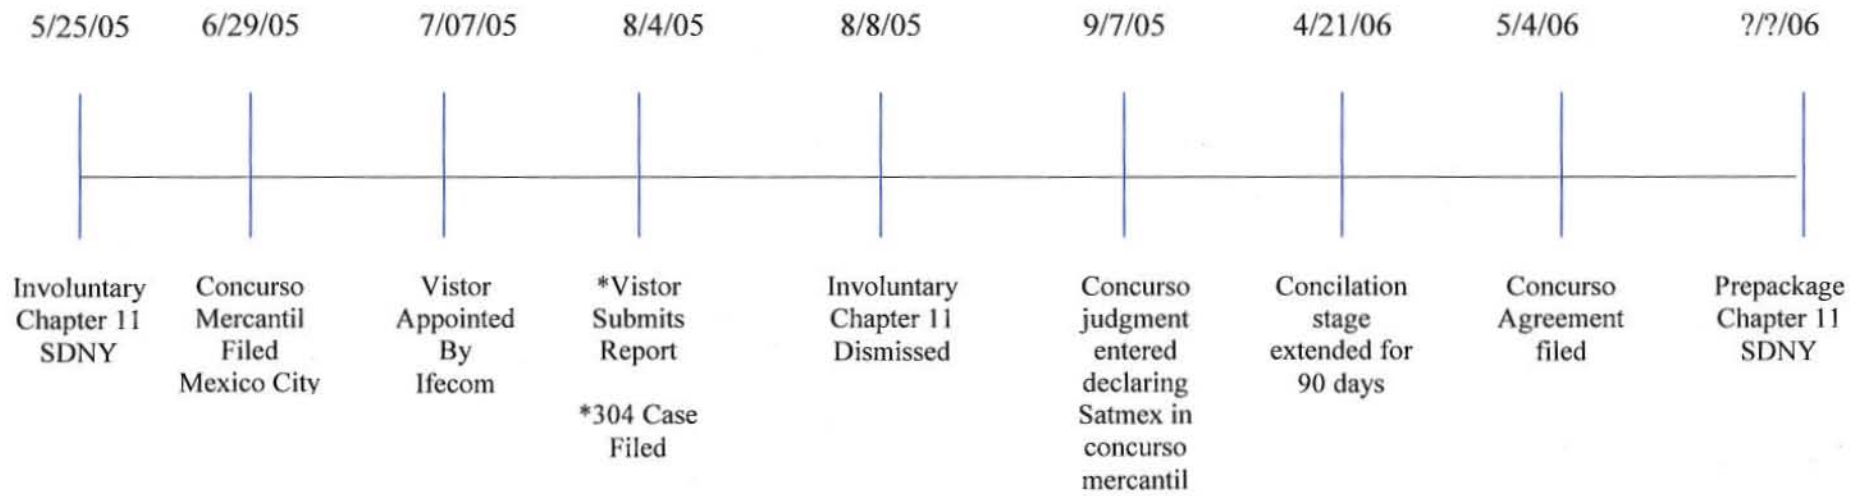 5/25/05
6/29/05
7/07/05
8/4/05
8/8/05
9/7/05
4/21/06
5/4/06
?/?/06
Involuntary
Chapter 11
SDNY
Concurso
Mercantil
Filed
Mexico City
Vistor
Appointed
By
Ifecom
*Vistor
Submits
Report
*304 Case
Filed
Involuntary
Chapter 11
Dismissed
Concurso
judgment
entered
declaring
Satmex in
concurso
mercantil
Concilation
stage
extended for
90 days
Concurso
Agreement
filed
Prepackage
Chapter 11
SDNY